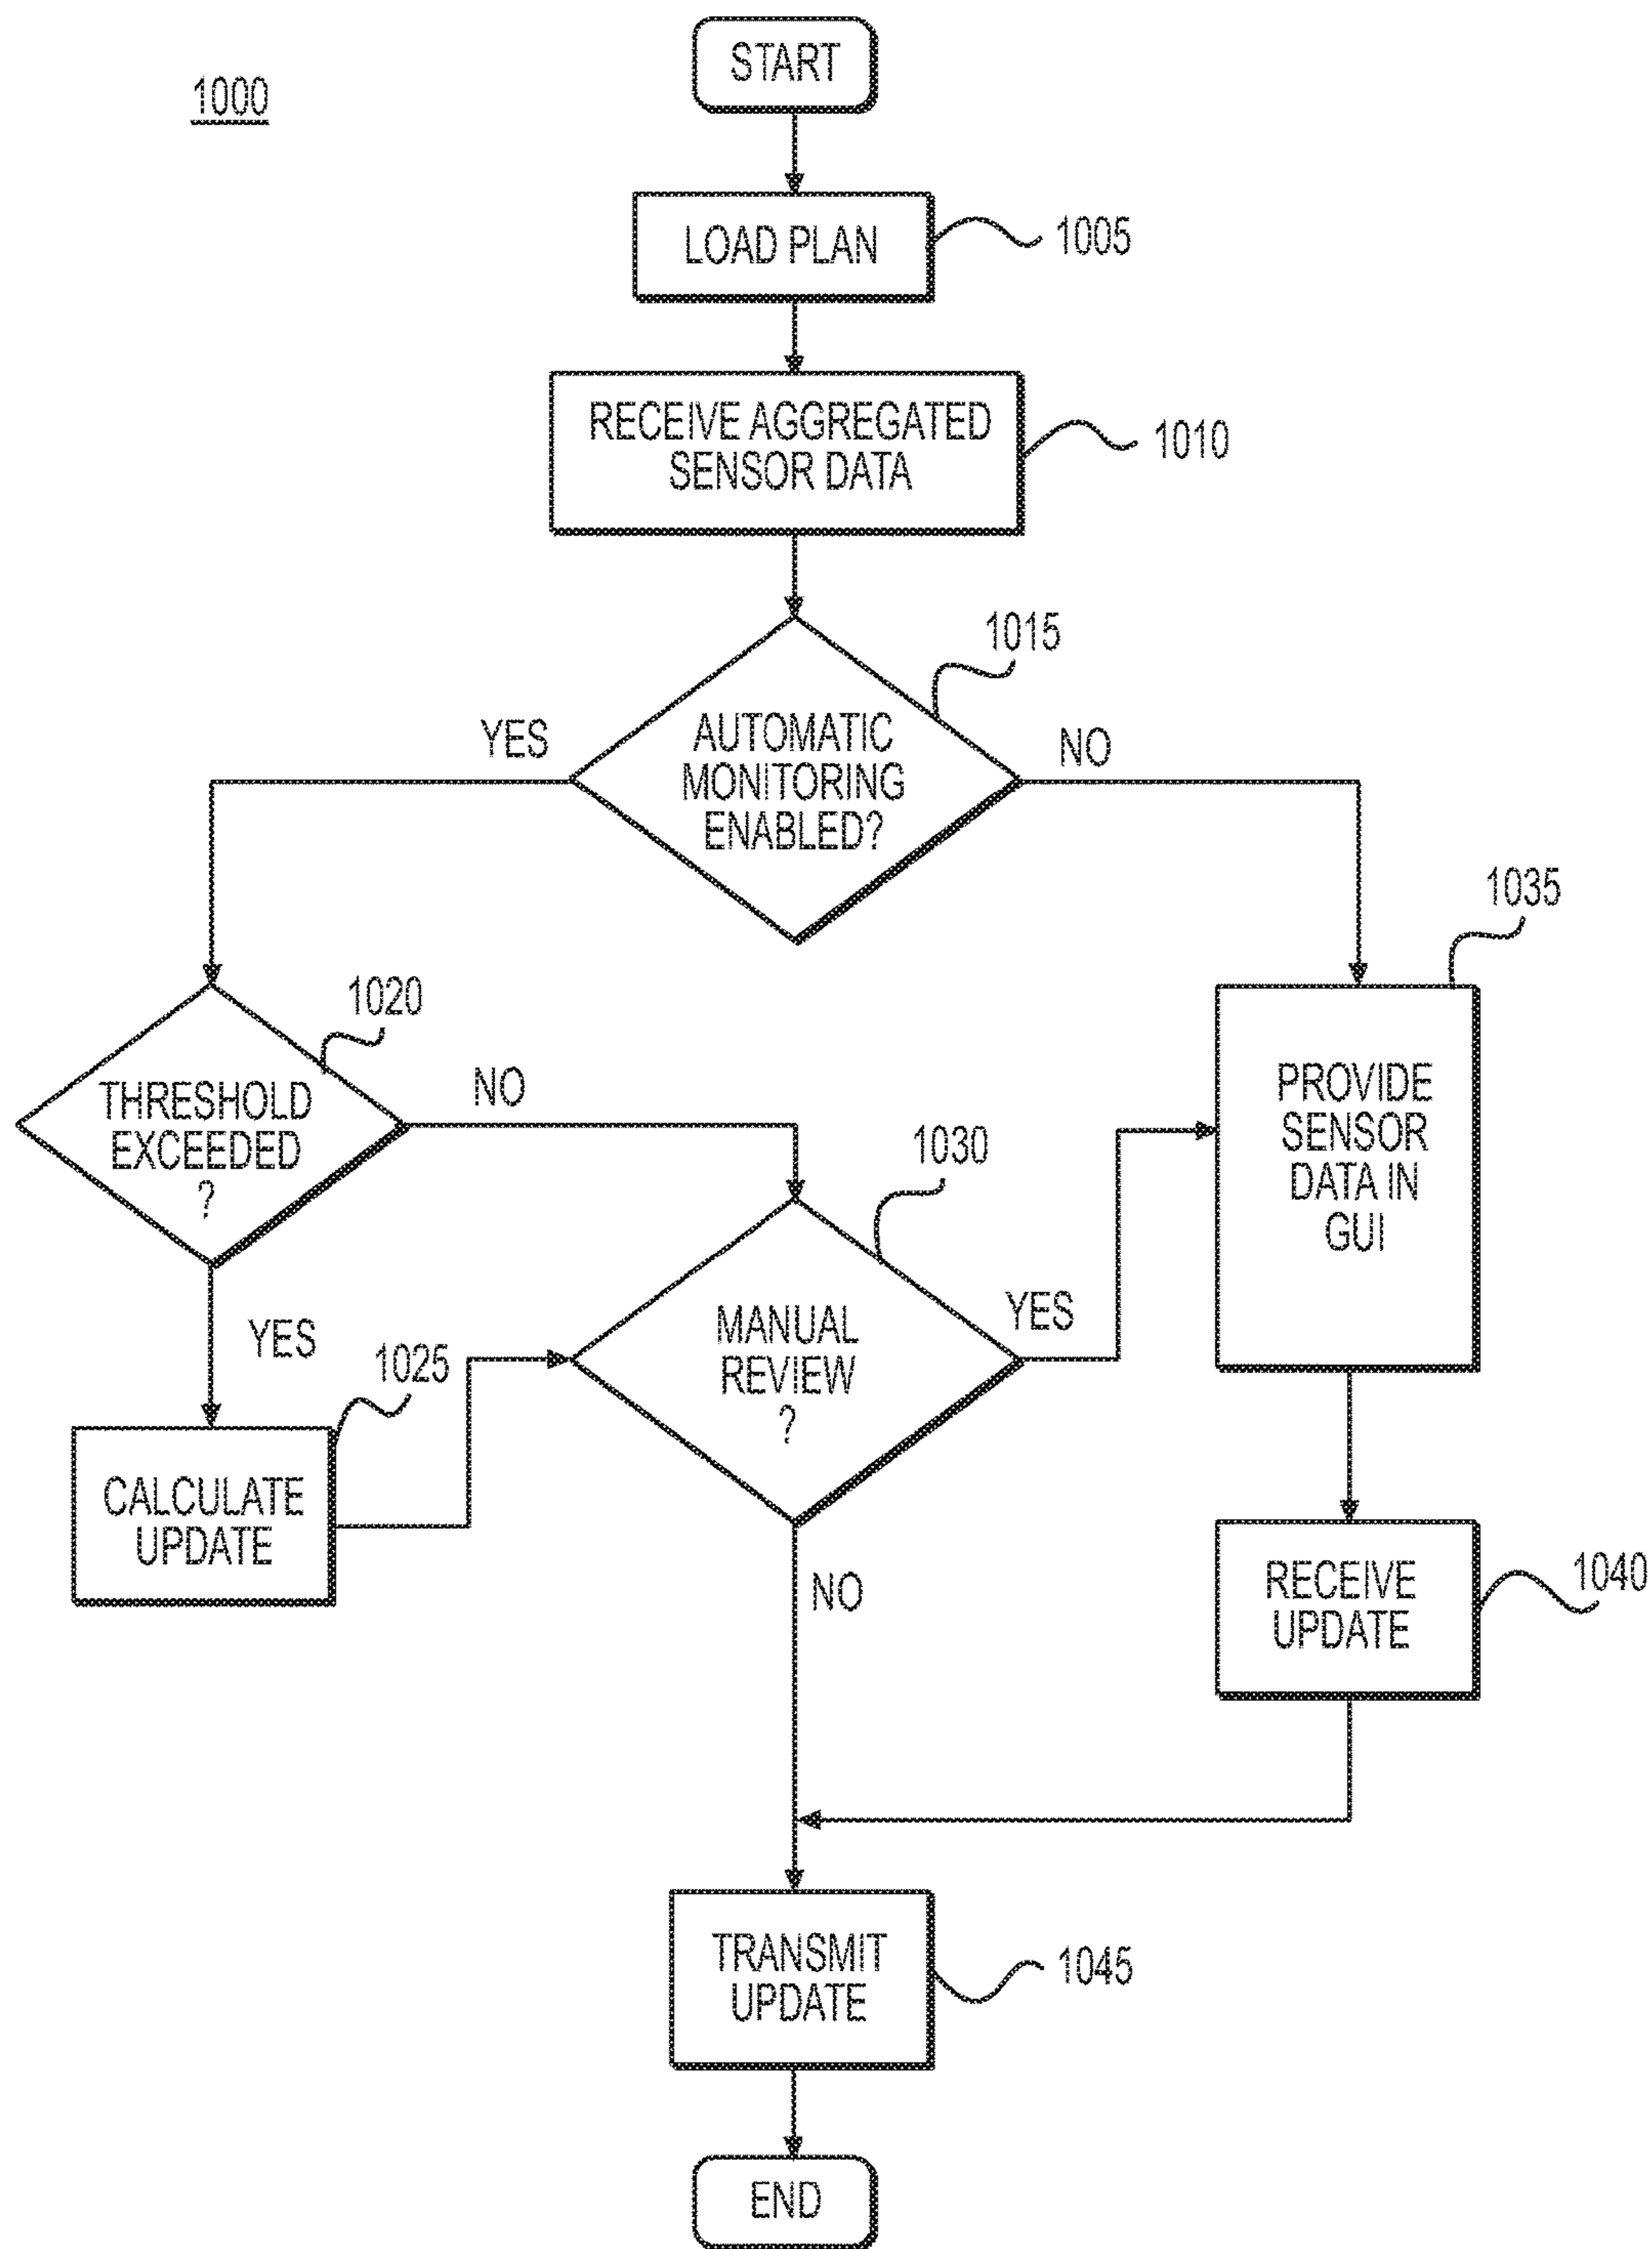 START
1000
LOAD PLAN
1005
RECEIVE AGGREGATED
SENSOR DATA
1010
1015
AUTOMATIC
MONITORING
ENABLED?
YES
NO
1035
1020
THRESHOLD
EXCEEDED
?
NO
PROVIDE
SENSOR
DATA IN
GUI
1030
YES
MANUAL
REVIEW
?
YES
1025
CALCULATE
UPDATE
NO
RECEIVE
UPDATE
1040
TRANSMIT
UPDATE
1045
END